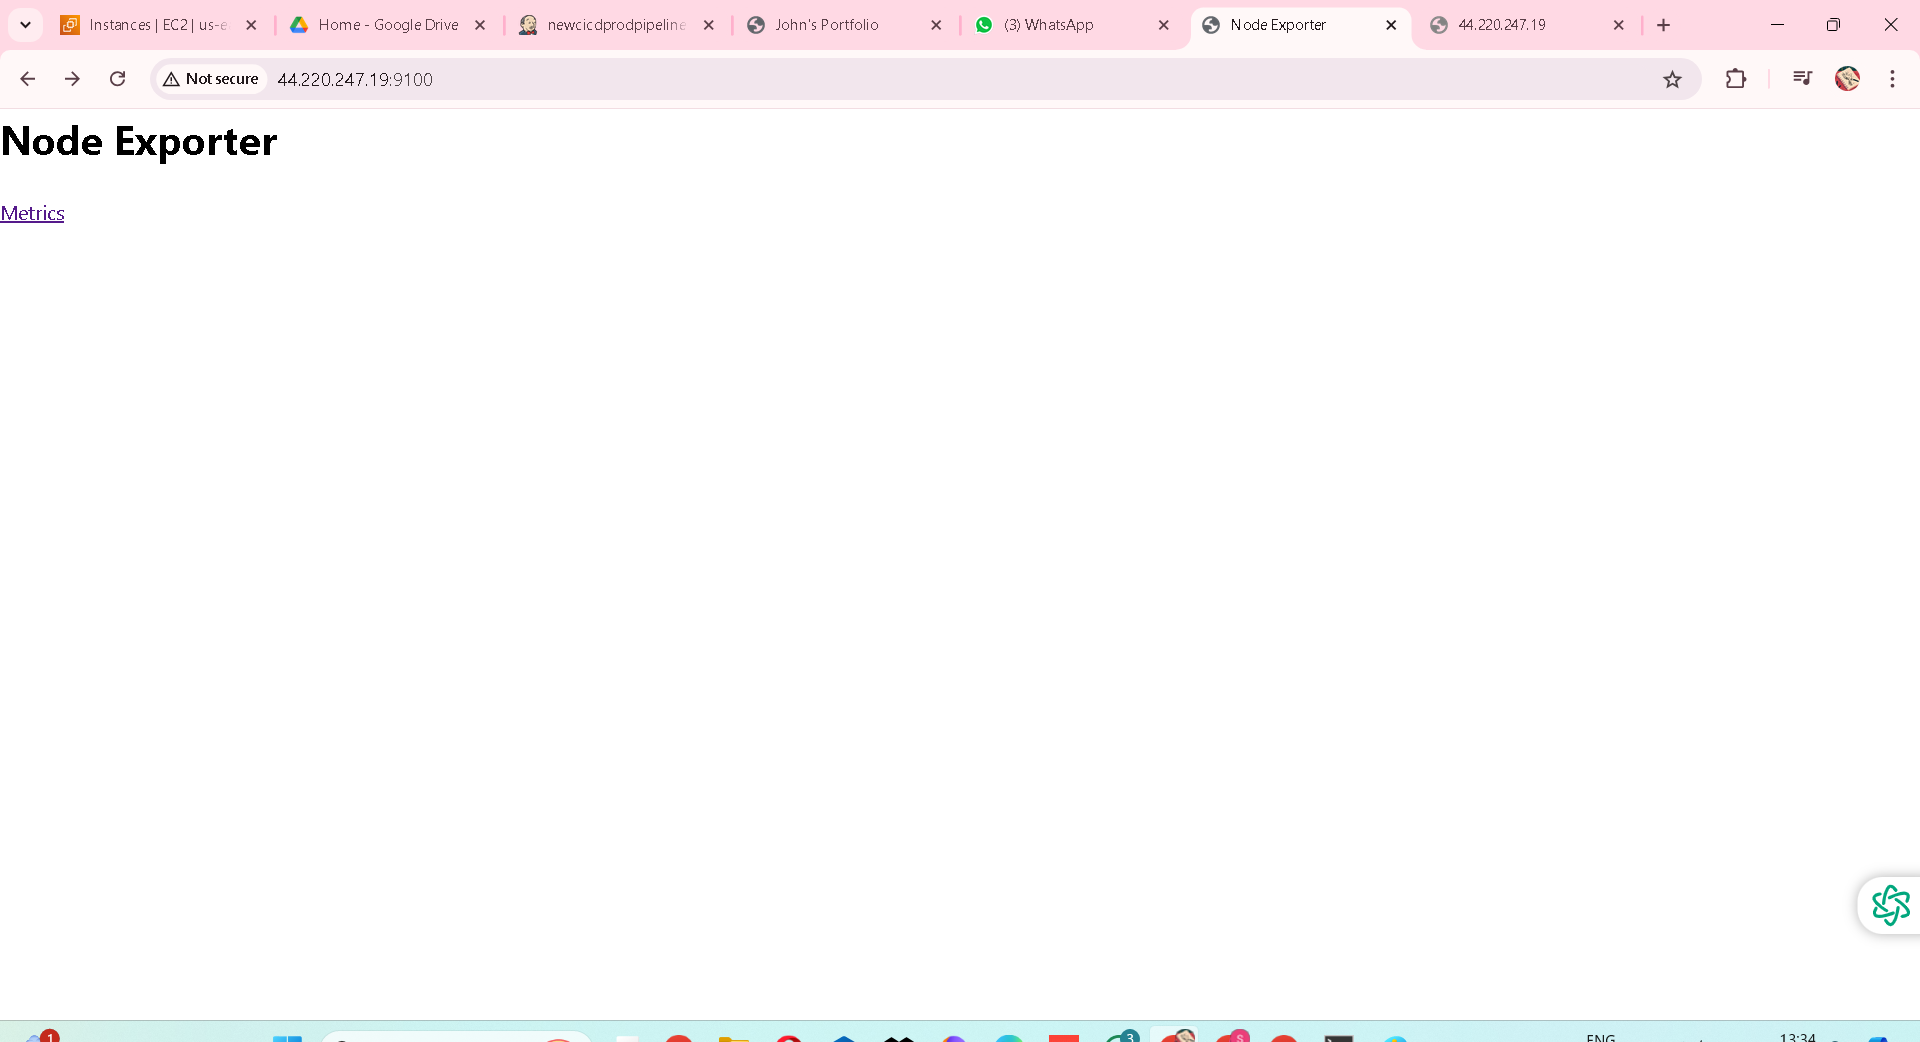 Instances | EC2 | us-e
Home - Google Drive
newcicdprodpipeline
John's Portfolio
(3) WhatsApp
Node Exporter
44.220.247.19
Not secure
44.220.247.19:9100
Node Exporter
Metrics
1
3
S
ENG
13:34